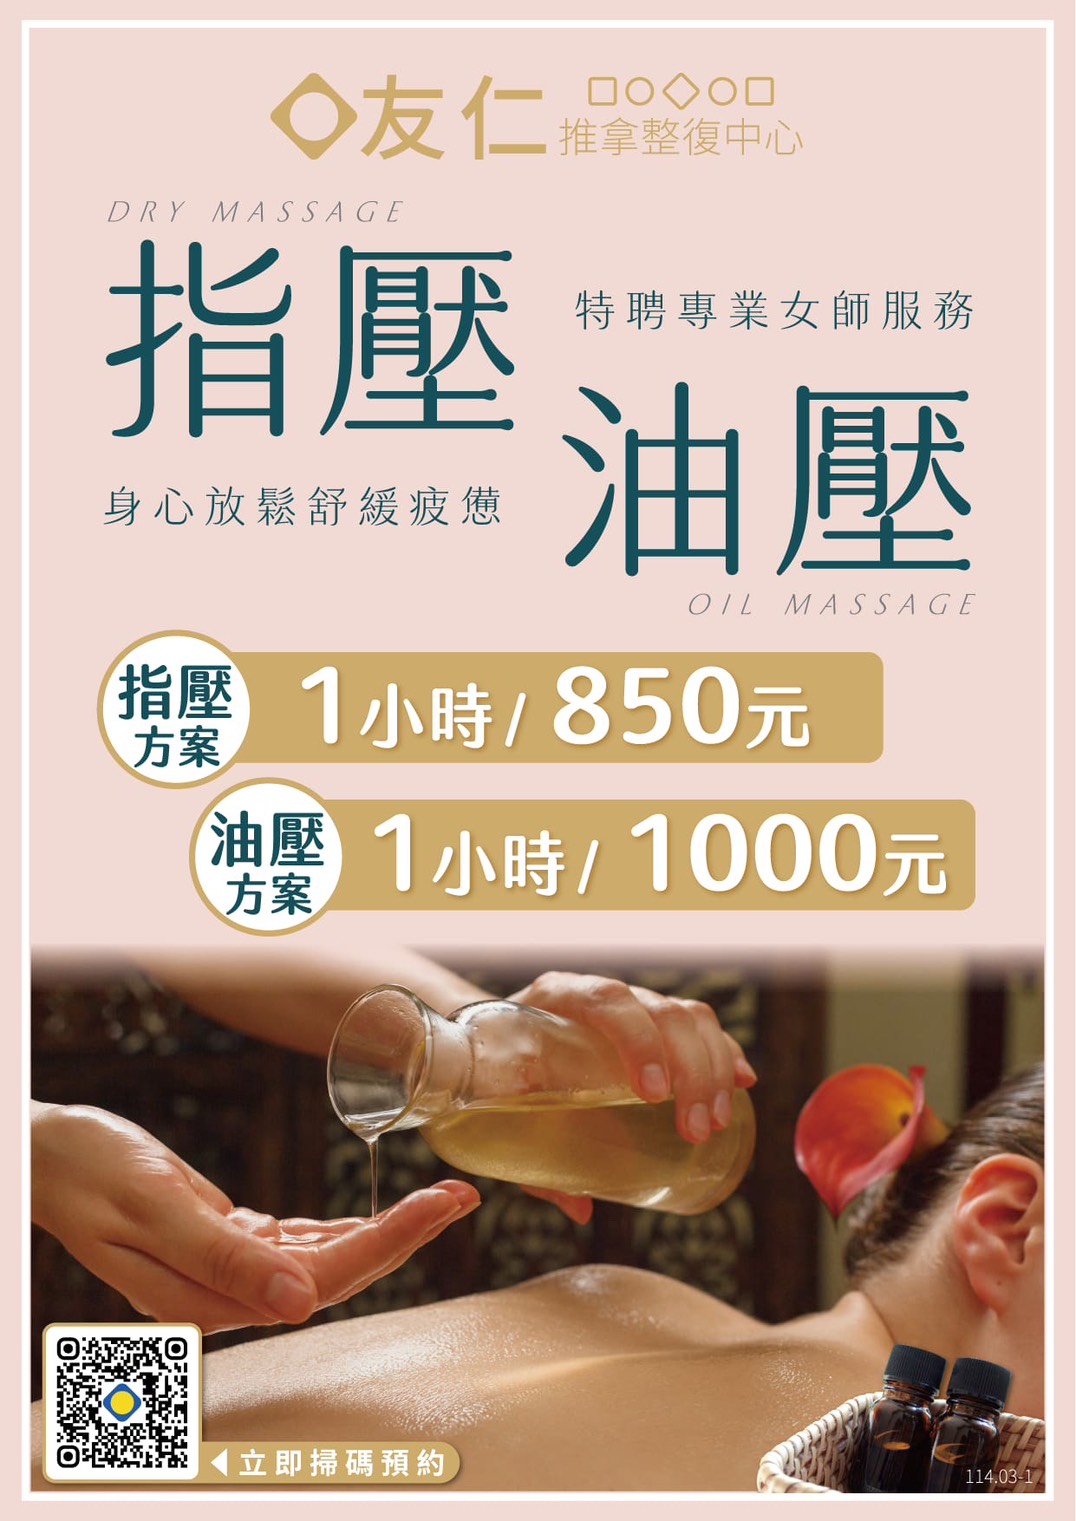 友仁
推拿整復中心
DRY MASSAGE
指壓
特聘專業女師服務
油壓
身心放鬆舒緩疲憊
OIL MASSAGE
指壓方案
1小時/850元
油壓方案
1小時/1000元
立即掃碼預約
114.03-1